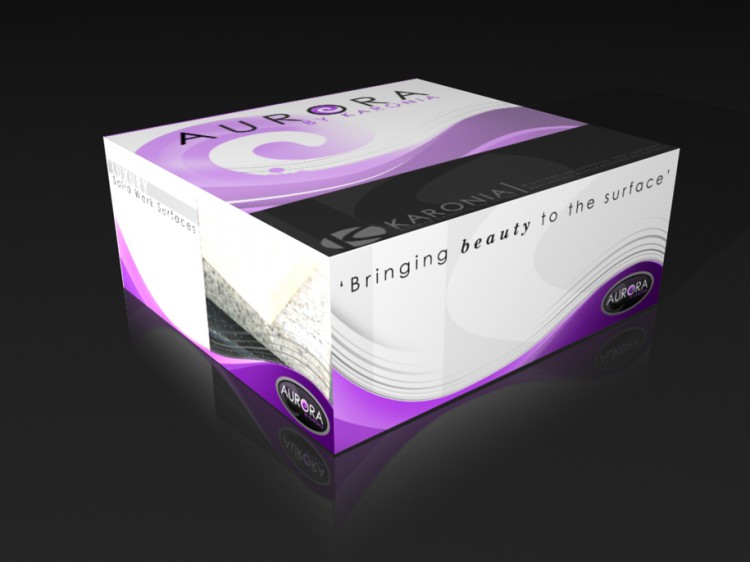 AURORA
BY KARONIA
KARONIA
Solid Work Surfaces
'Bringing beauty to the surface'
AURORA
AURORA